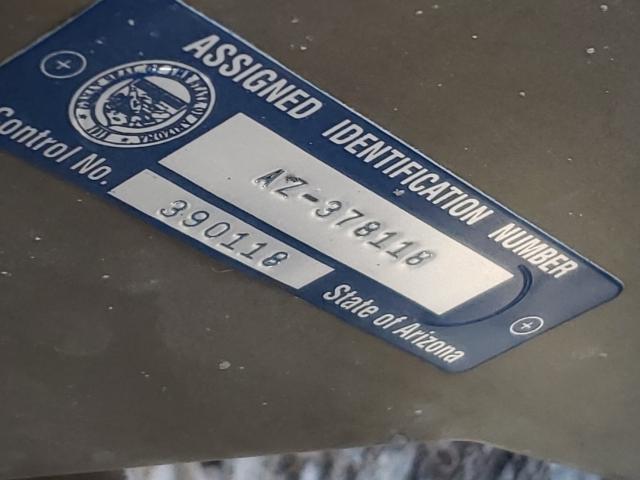 ASSIGNED IDENTIFICATION NUMBER
AZ-378118
Control No.
390118
State of Arizona